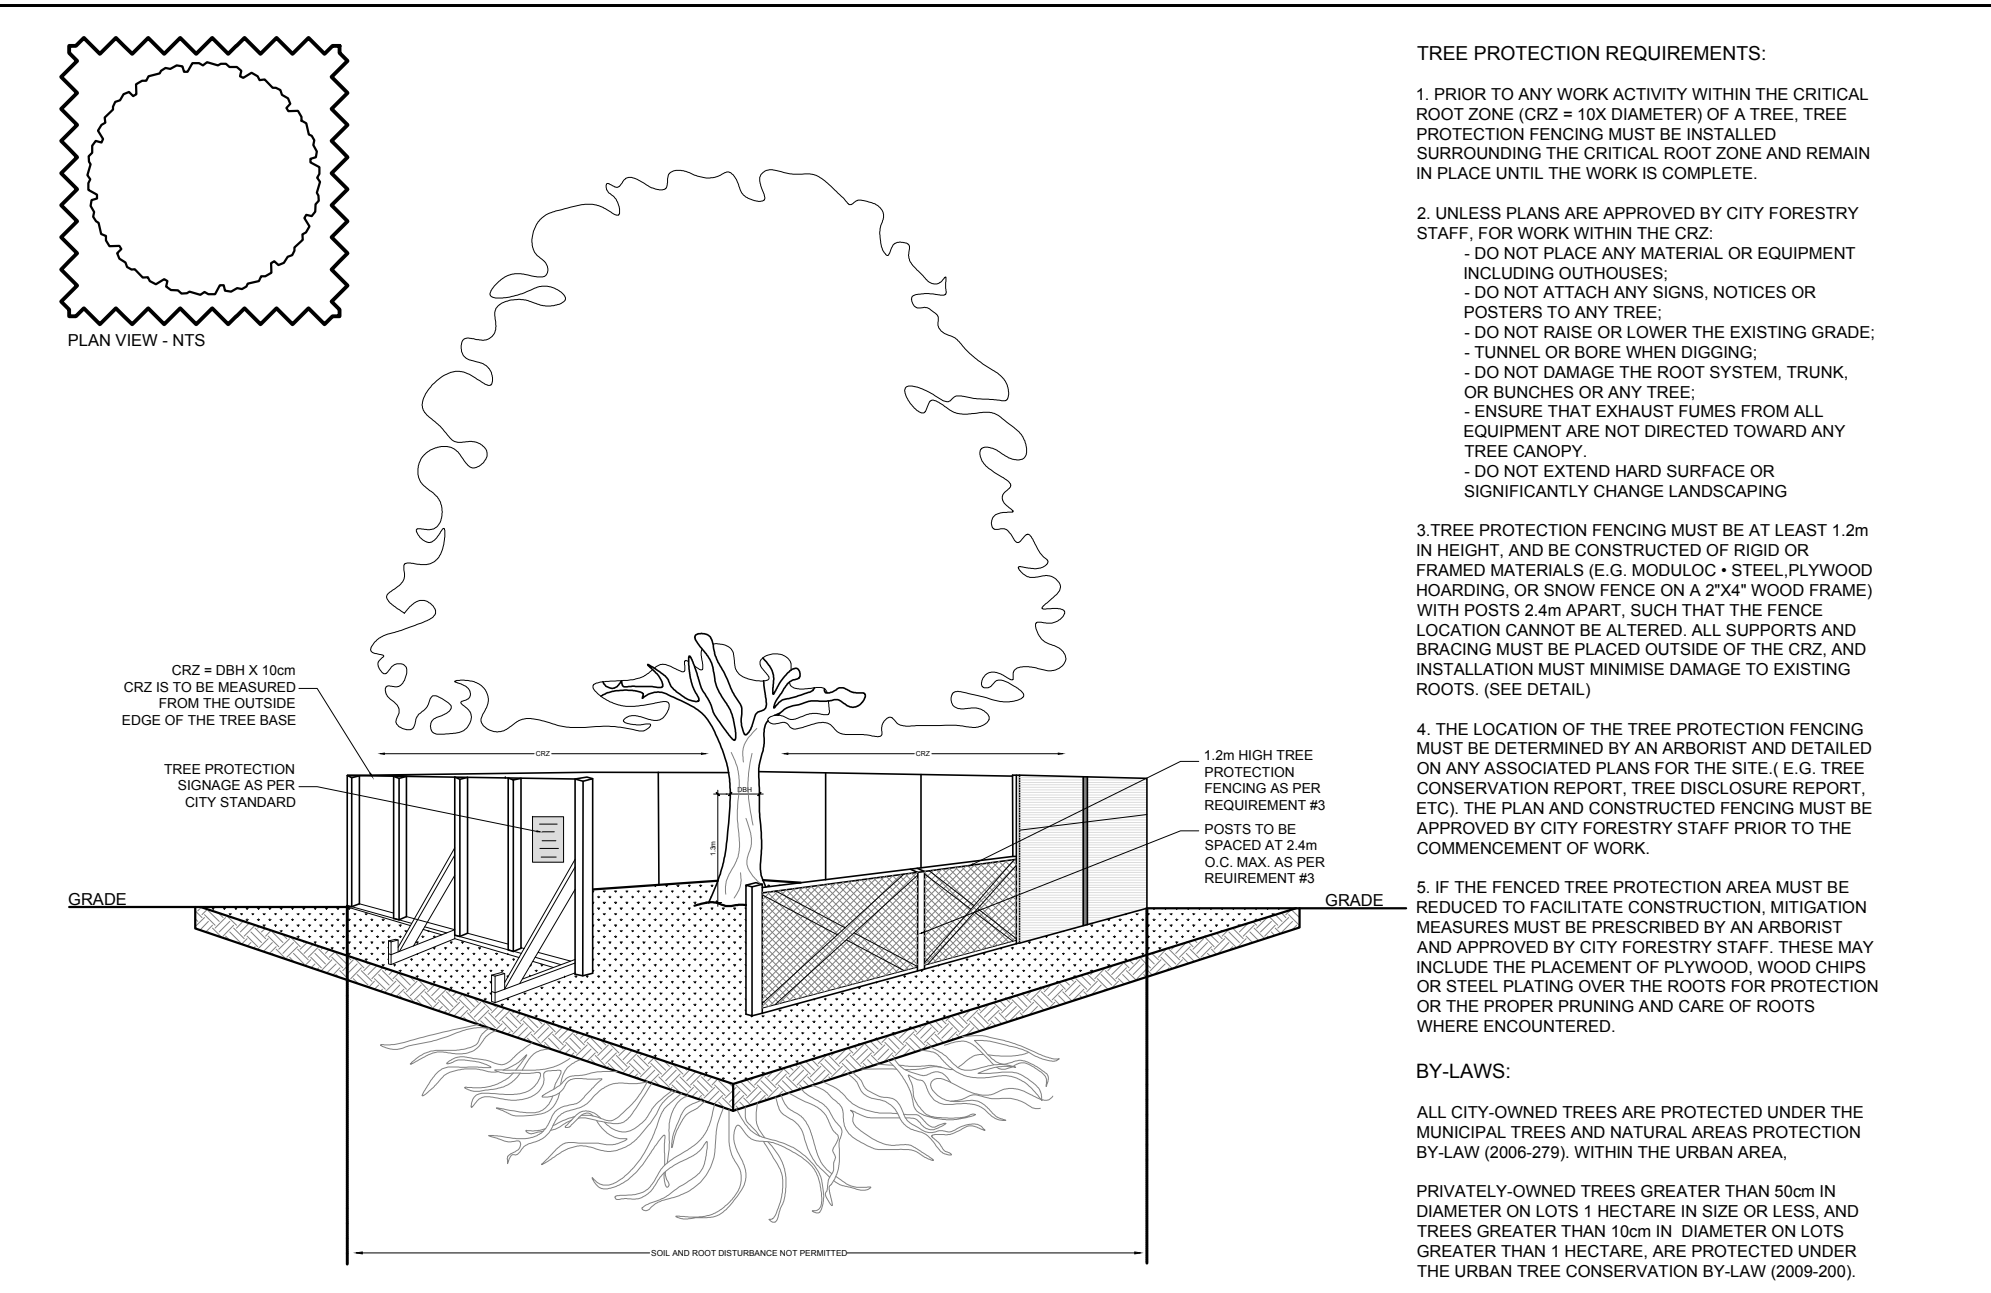 PLAN VIEW - NTS
CRZ = DBH X 10cm
CRZ IS TO BE MEASURED
FROM THE OUTSIDE
EDGE OF THE TREE BASE
TREE PROTECTION
SIGNAGE AS PER
CITY STANDARD
GRADE
CRZ
CRZ
DBH
1.3m
1.2m HIGH TREE
PROTECTION
FENCING AS PER
REQUIREMENT #3
POSTS TO BE
SPACED AT 2.4m
O.C. MAX. AS PER
REUIREMENT #3
GRADE
SOIL AND ROOT DISTURBANCE NOT PERMITTED
TREE PROTECTION REQUIREMENTS:
1. PRIOR TO ANY WORK ACTIVITY WITHIN THE CRITICAL
ROOT ZONE (CRZ = 10X DIAMETER) OF A TREE, TREE
PROTECTION FENCING MUST BE INSTALLED
SURROUNDING THE CRITICAL ROOT ZONE AND REMAIN
IN PLACE UNTIL THE WORK IS COMPLETE.
2. UNLESS PLANS ARE APPROVED BY CITY FORESTRY
STAFF, FOR WORK WITHIN THE CRZ:
- DO NOT PLACE ANY MATERIAL OR EQUIPMENT
INCLUDING OUTHOUSES;
- DO NOT ATTACH ANY SIGNS, NOTICES OR
POSTERS TO ANY TREE;
- DO NOT RAISE OR LOWER THE EXISTING GRADE;
- TUNNEL OR BORE WHEN DIGGING;
- DO NOT DAMAGE THE ROOT SYSTEM, TRUNK,
OR BUNCHES OR ANY TREE;
- ENSURE THAT EXHAUST FUMES FROM ALL
EQUIPMENT ARE NOT DIRECTED TOWARD ANY
TREE CANOPY.
- DO NOT EXTEND HARD SURFACE OR
SIGNIFICANTLY CHANGE LANDSCAPING
3.TREE PROTECTION FENCING MUST BE AT LEAST 1.2m
IN HEIGHT, AND BE CONSTRUCTED OF RIGID OR
FRAMED MATERIALS (E.G. MODULOC • STEEL,PLYWOOD
HOARDING, OR SNOW FENCE ON A 2"X4" WOOD FRAME)
WITH POSTS 2.4m APART, SUCH THAT THE FENCE
LOCATION CANNOT BE ALTERED. ALL SUPPORTS AND
BRACING MUST BE PLACED OUTSIDE OF THE CRZ, AND
INSTALLATION MUST MINIMISE DAMAGE TO EXISTING
ROOTS. (SEE DETAIL)
4. THE LOCATION OF THE TREE PROTECTION FENCING
MUST BE DETERMINED BY AN ARBORIST AND DETAILED
ON ANY ASSOCIATED PLANS FOR THE SITE.( E.G. TREE
CONSERVATION REPORT, TREE DISCLOSURE REPORT,
ETC). THE PLAN AND CONSTRUCTED FENCING MUST BE
APPROVED BY CITY FORESTRY STAFF PRIOR TO THE
COMMENCEMENT OF WORK.
5. IF THE FENCED TREE PROTECTION AREA MUST BE
REDUCED TO FACILITATE CONSTRUCTION, MITIGATION
MEASURES MUST BE PRESCRIBED BY AN ARBORIST
AND APPROVED BY CITY FORESTRY STAFF. THESE MAY
INCLUDE THE PLACEMENT OF PLYWOOD, WOOD CHIPS
OR STEEL PLATING OVER THE ROOTS FOR PROTECTION
OR THE PROPER PRUNING AND CARE OF ROOTS
WHERE ENCOUNTERED.
BY-LAWS:
ALL CITY-OWNED TREES ARE PROTECTED UNDER THE
MUNICIPAL TREES AND NATURAL AREAS PROTECTION
BY-LAW (2006-279). WITHIN THE URBAN AREA,
PRIVATELY-OWNED TREES GREATER THAN 50cm IN
DIAMETER ON LOTS 1 HECTARE IN SIZE OR LESS, AND
TREES GREATER THAN 10cm IN DIAMETER ON LOTS
GREATER THAN 1 HECTARE, ARE PROTECTED UNDER
THE URBAN TREE CONSERVATION BY-LAW (2009-200).